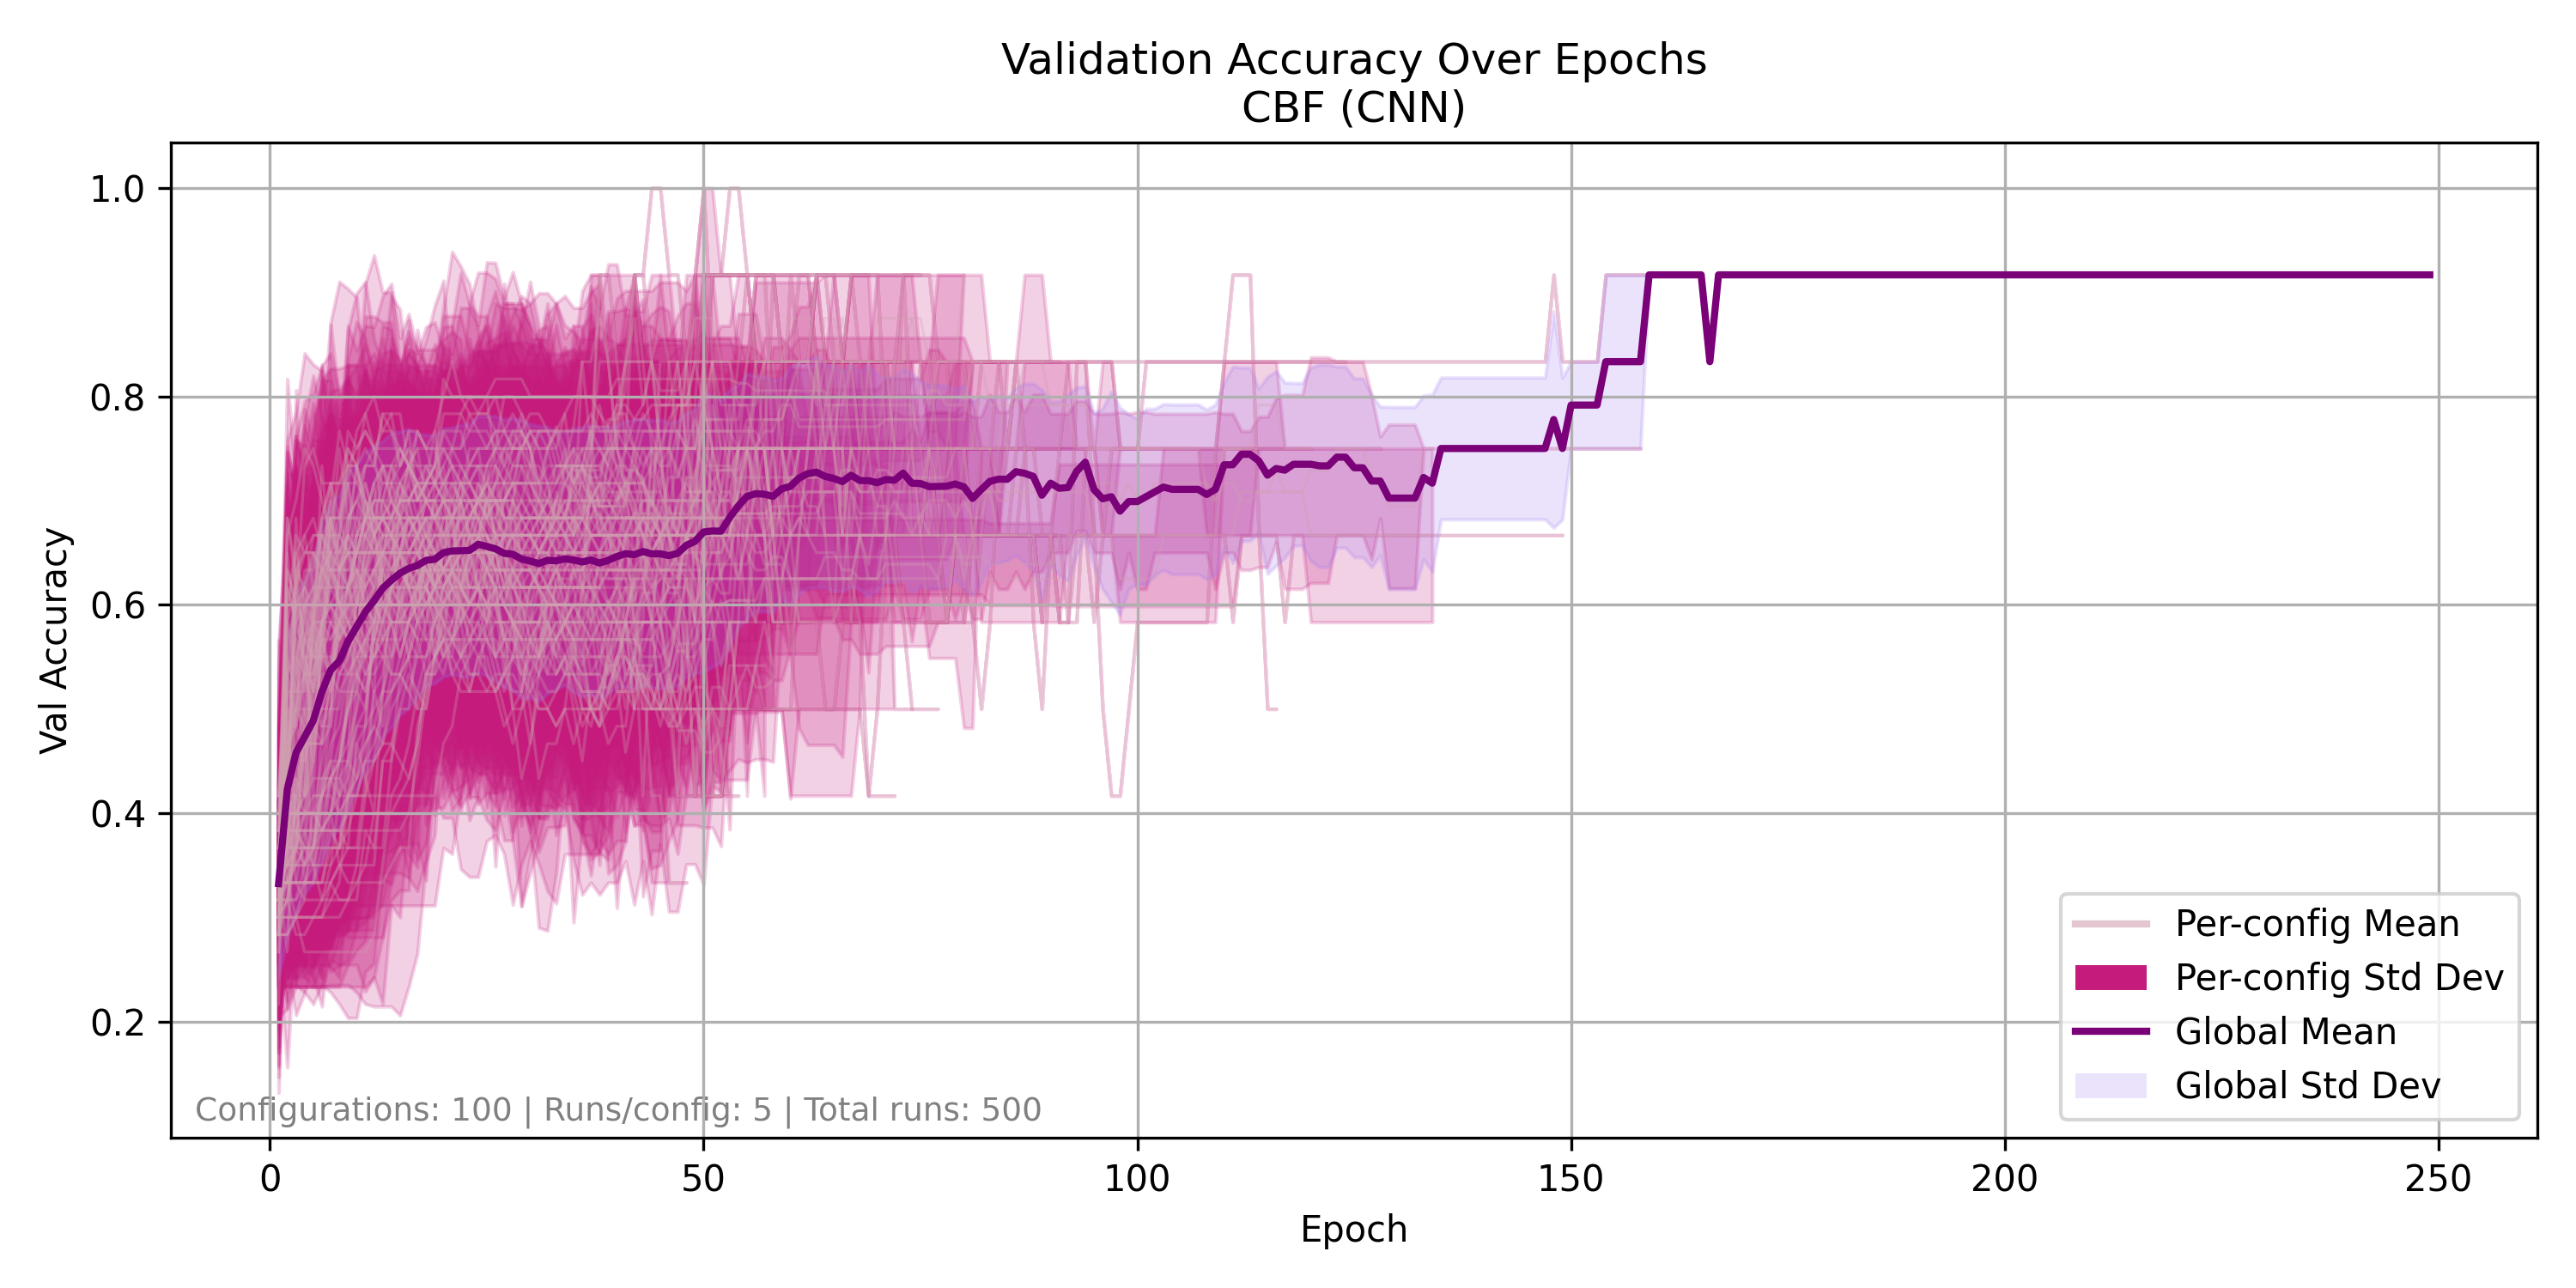 Validation Accuracy Over Epochs
CBF (CNN)
Val Accuracy
1.0
0.8
0.6
0.4
0.2
Configurations: 100 | Runs/config: 5 | Total runs: 500
Per-config Mean
Per-config Std Dev
Global Mean
Global Std Dev
0 50 100 150 200 250
Epoch